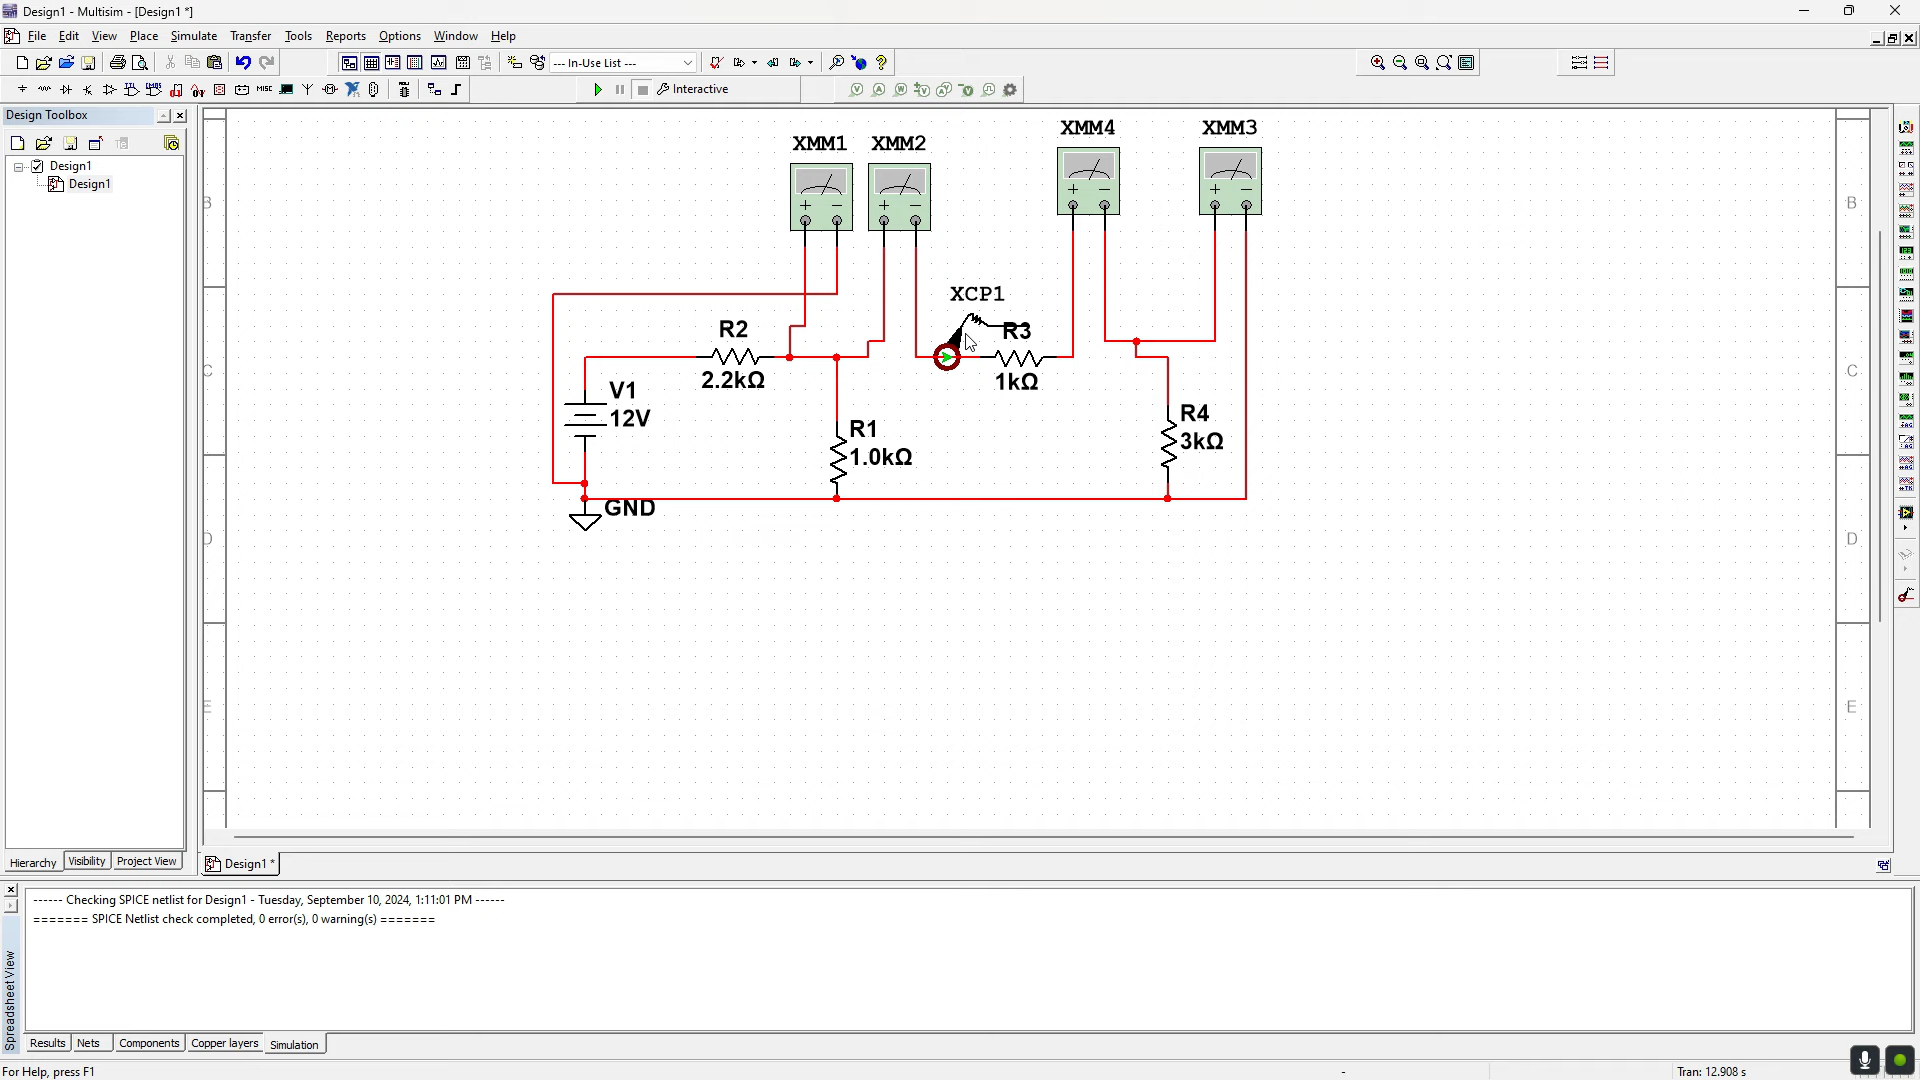 Design1 - Multisim - [Design1 *]
File Edit View Place Simulate Transfer Tools Reports Options Window Help
--- In-Use List ---
MISC Interactive
Design Toolbox
Design1
Design1
XMM1 XMM2 XMM4 XMM3
B B
+ - + - + - + -
XCP1
R2 R3
C C
2.2kΩ 1kΩ
V1
12V
R4
3kΩ
R1
1.0kΩ
GND
D D
E E
Hierarchy Visibility Project View
Design1 *
------ Checking SPICE netlist for Design1 - Tuesday, September 10, 2024, 1:11:01 PM ------
======= SPICE Netlist check completed, 0 error(s), 0 warning(s) =======
Spreadsheet View
Results Nets Components Copper layers Simulation
For Help, press F1 - Tran: 12.908 s